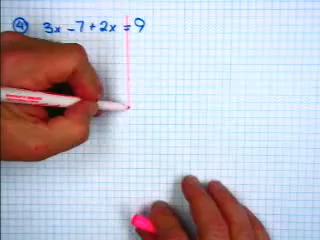 ④ 3x - 7 + 2x = 9